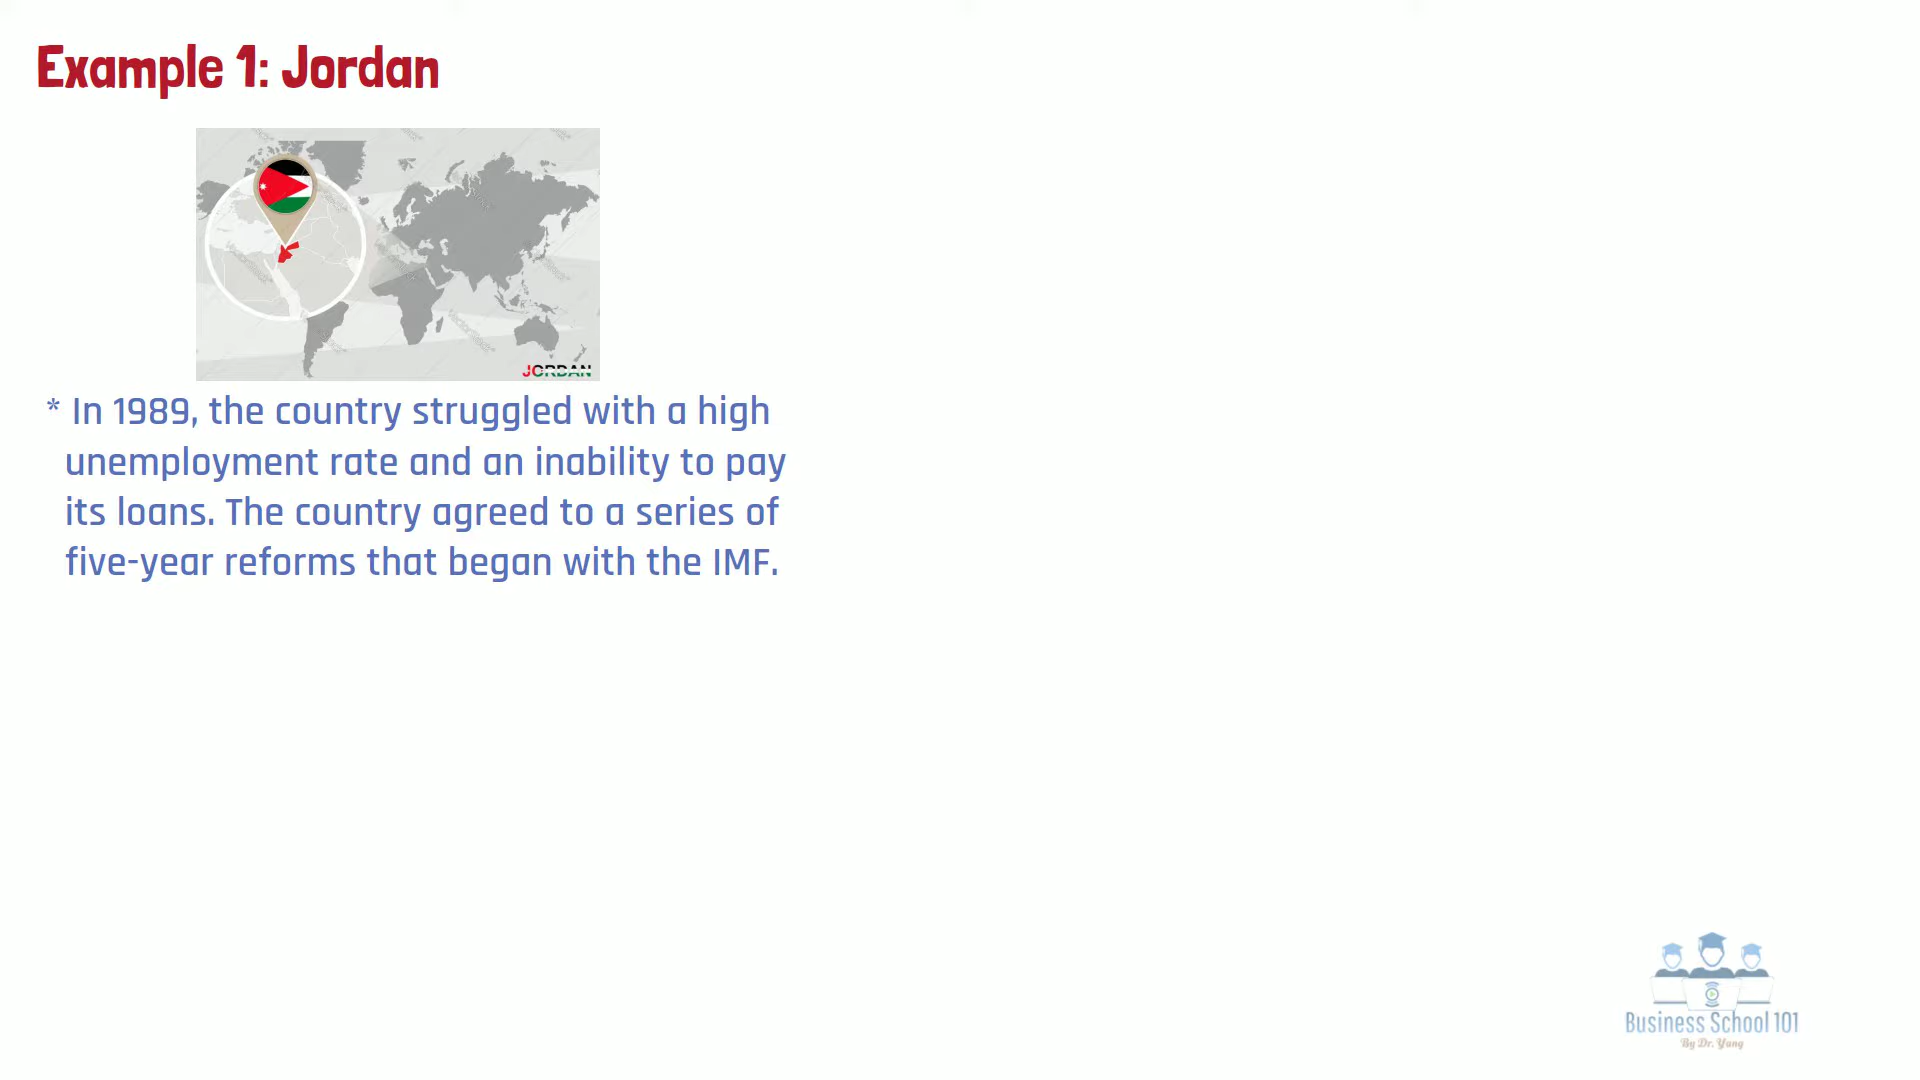 Example 1: Jordan
JORDAN
* In 1989, the country struggled with a high
unemployment rate and an inability to pay
its loans. The country agreed to a series of
five-year reforms that began with the IMF.
Business School 101
By Dr. Yang